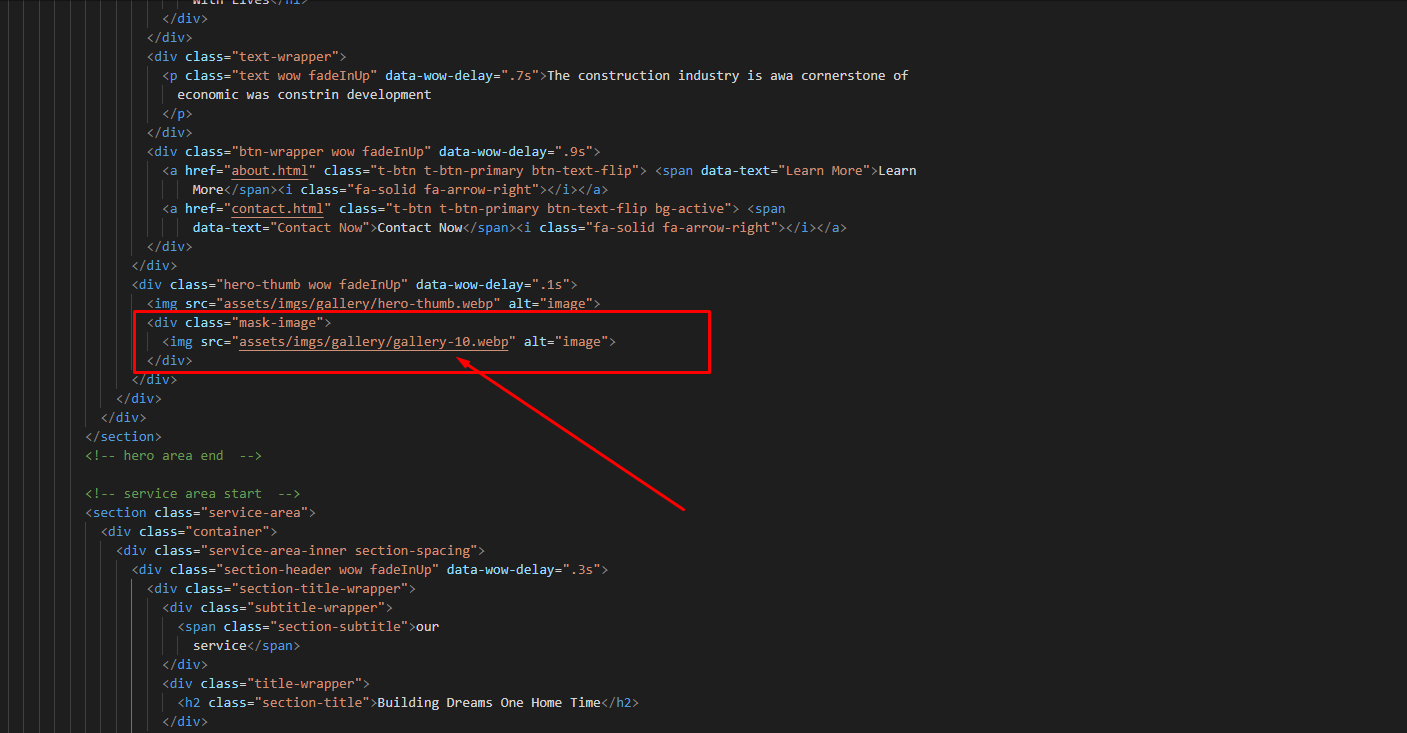 with Lives</h1>
</div>
</div>
<div class="text-wrapper">
<p class="text wow fadeInUp" data-wow-delay=".7s">The construction industry is awa cornerstone of
economic was constrin development
</p>
</div>
<div class="btn-wrapper wow fadeInUp" data-wow-delay=".9s">
<a href="about.html" class="t-btn t-btn-primary btn-text-flip"> <span data-text="Learn More">Learn
More</span><i class="fa-solid fa-arrow-right"></i></a>
<a href="contact.html" class="t-btn t-btn-primary btn-text-flip bg-active"> <span
data-text="Contact Now">Contact Now</span><i class="fa-solid fa-arrow-right"></i></a>
</div>
</div>
<div class="hero-thumb wow fadeInUp" data-wow-delay=".1s">
<img src="assets/imgs/gallery/hero-thumb.webp" alt="image">
<div class="mask-image">
<img src="assets/imgs/gallery/gallery-10.webp" alt="image">
</div>
</div>
</div>
</div>
</section>
<!-- hero area end  -->
<!-- service area start  -->
<section class="service-area">
<div class="container">
<div class="service-area-inner section-spacing">
<div class="section-header wow fadeInUp" data-wow-delay=".3s">
<div class="section-title-wrapper">
<div class="subtitle-wrapper">
<span class="section-subtitle">our
service</span>
</div>
<div class="title-wrapper">
<h2 class="section-title">Building Dreams One Home Time</h2>
</div>